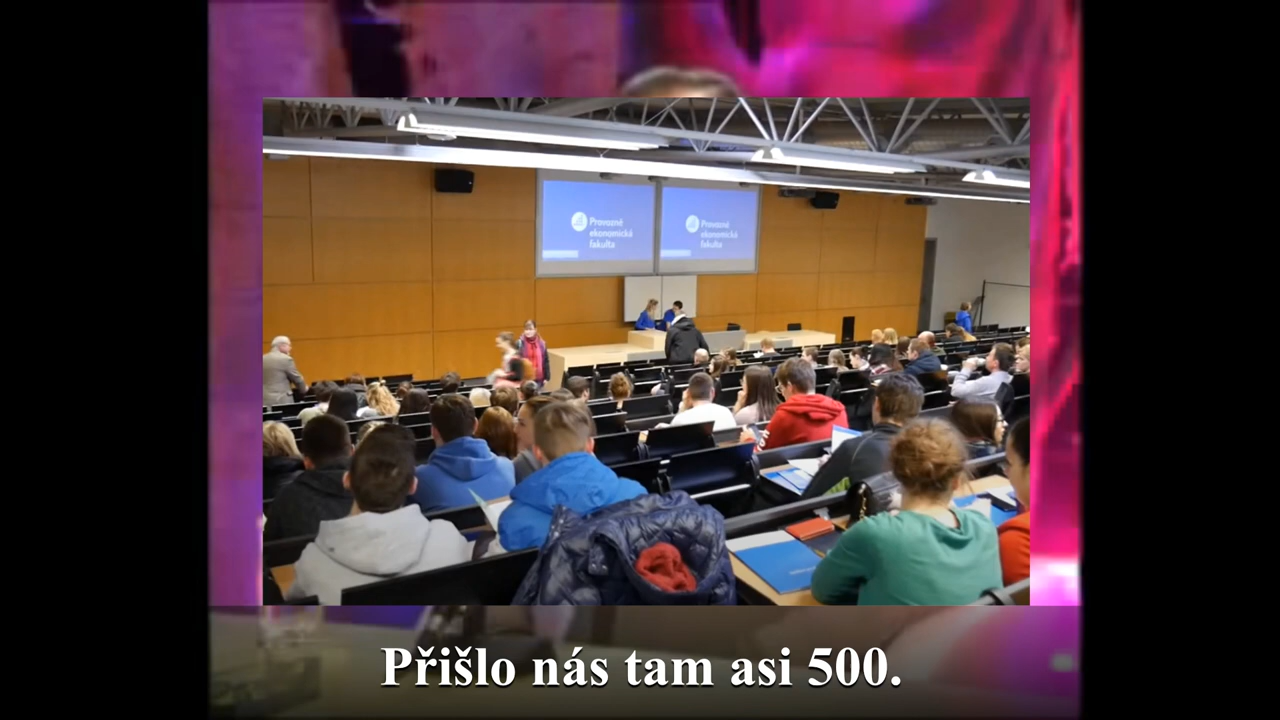 Provozně
ekonomická
fakulta
Provozně
ekonomická
fakulta
Přišlo nás tam asi 500.